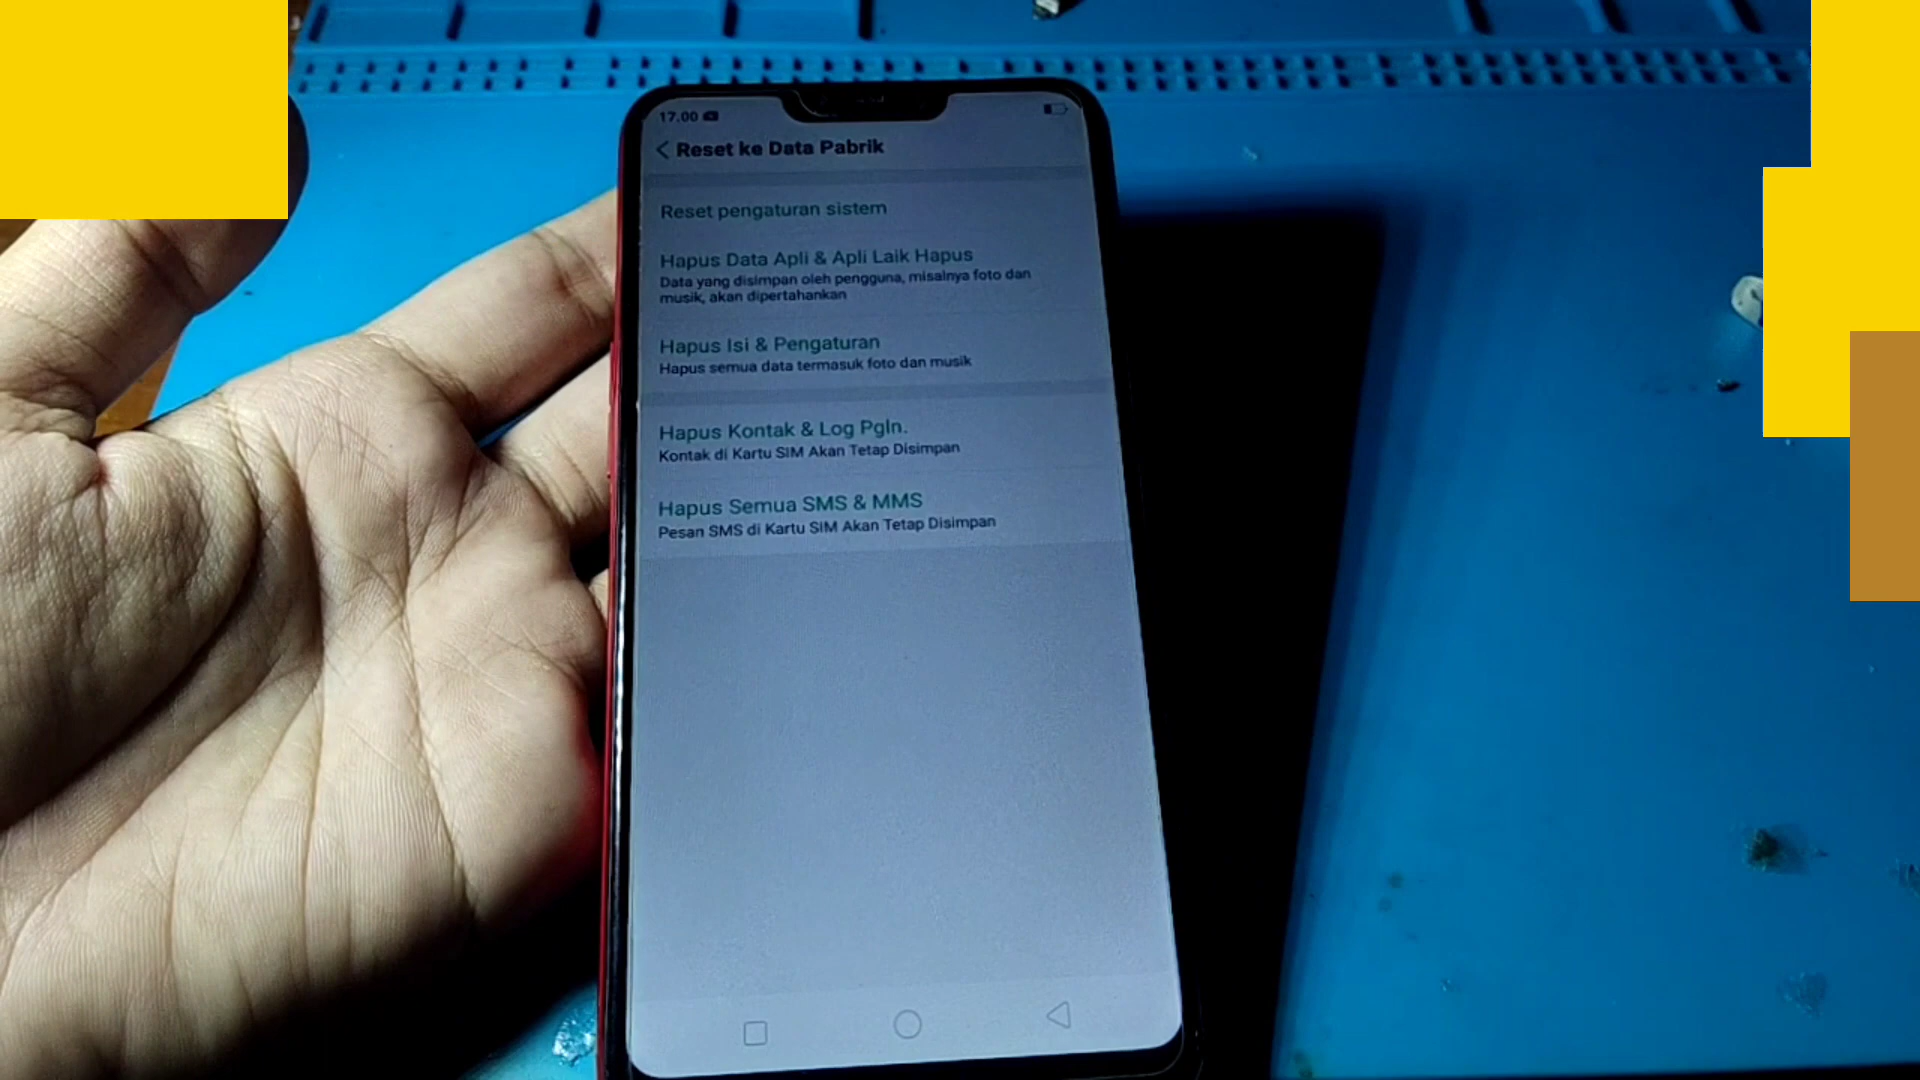 17.00
Reset ke Data Pabrik
Reset pengaturan sistem
Hapus Data Apli & Apli Laik Hapus
Data yang disimpan oleh pengguna, misalnya foto dan
musik, akan dipertahankan
Hapus Isi & Pengaturan
Hapus semua data termasuk foto dan musik
Hapus Kontak & Log Pgln.
Kontak di Kartu SIM Akan Tetap Disimpan
Hapus Semua SMS & MMS
Pesan SMS di Kartu SIM Akan Tetap Disimpan